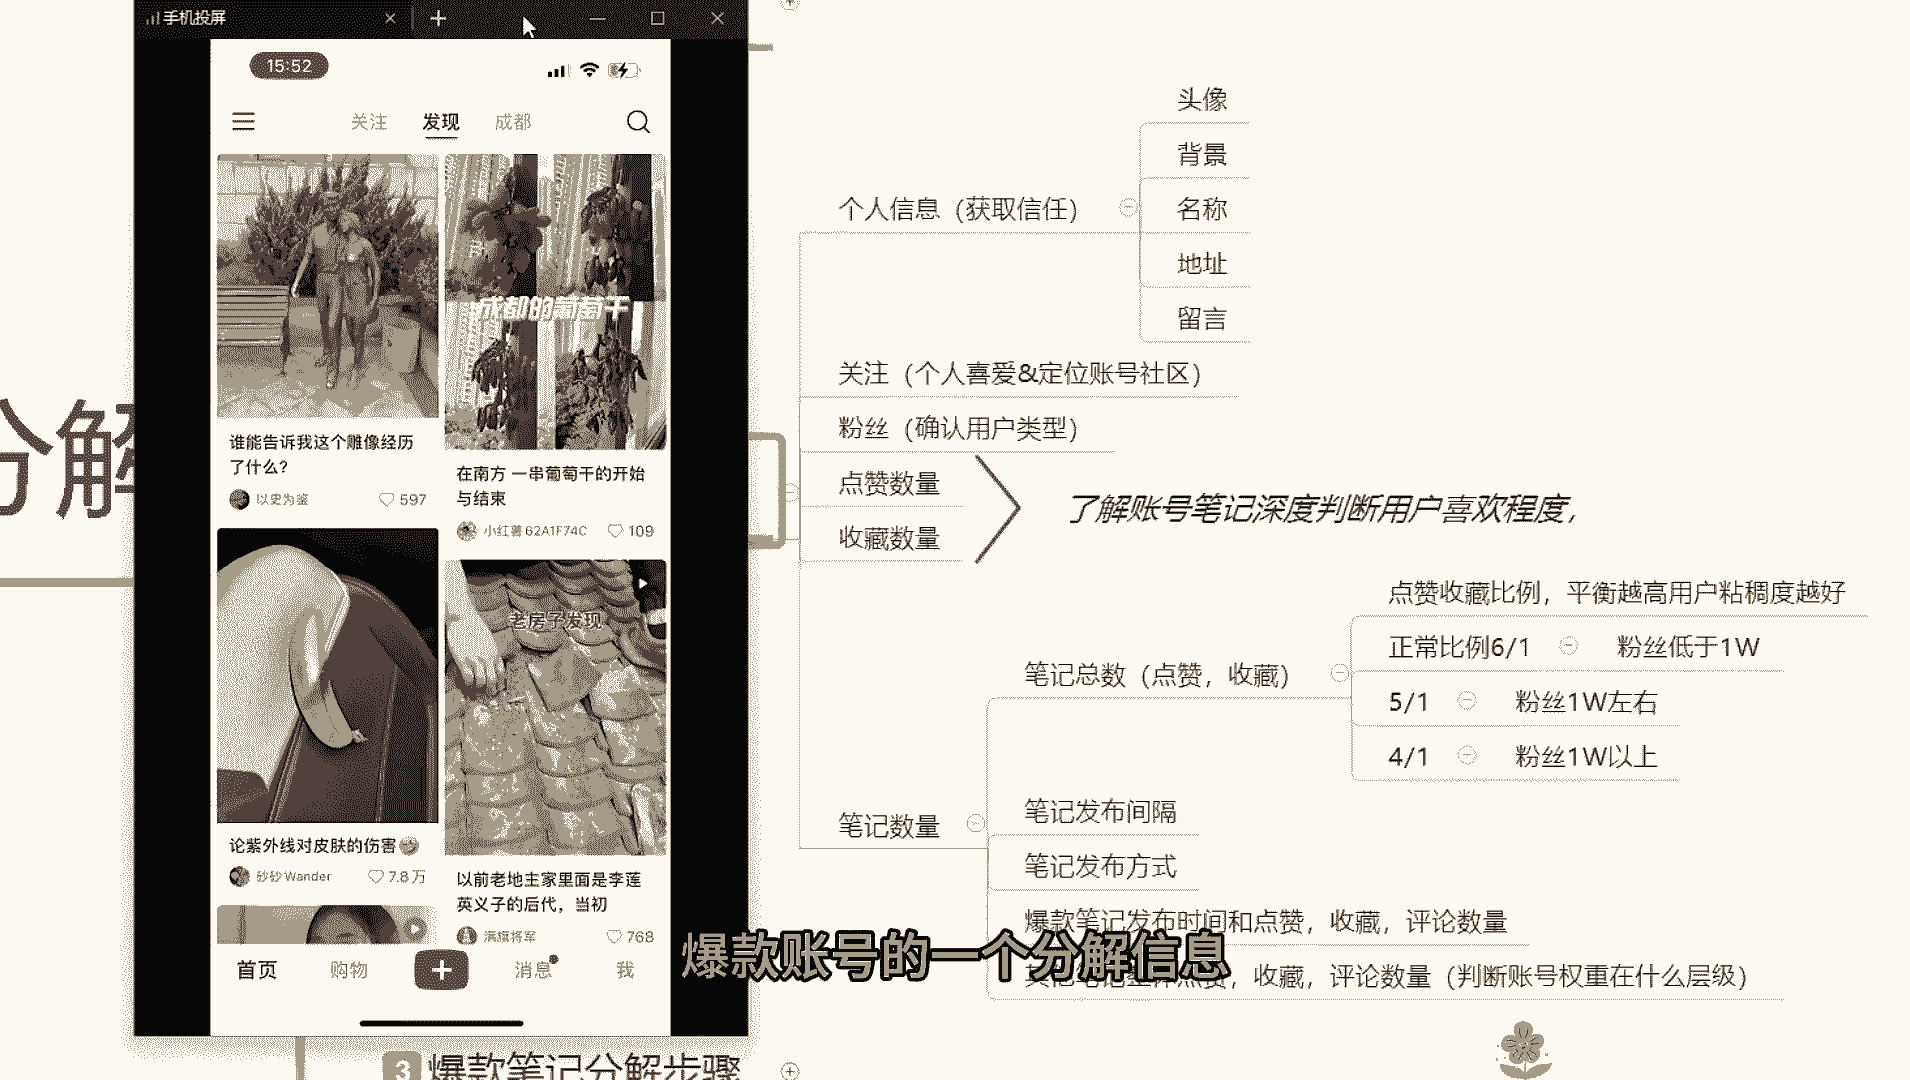 手机投屏
15:52
关注 发现 成都
成都的葡萄干
谁能告诉我这个雕像经历
了什么?
以史为鉴 597
在南方 一串葡萄干的开始
与结束
小红薯62A1F74C 109
老房子发现
论紫外线对皮肤的伤害
砂砂Wander 7.8万
以前老地主家里面是李莲
英义子的后代，当初
满旗将军 768
首页 购物 消息 我
分解
个人信息（获取信任）
头像
背景
名称
地址
留言
关注（个人喜爱&定位账号社区）
粉丝（确认用户类型）
点赞数量
收藏数量
了解账号笔记深度判断用户喜欢程度，
笔记数量
笔记总数（点赞，收藏）
点赞收藏比例，平衡越高用户粘稠度越好
正常比例6/1 粉丝低于1W
5/1 粉丝1W左右
4/1 粉丝1W以上
笔记发布间隔
笔记发布方式
爆款笔记发布时间和点赞，收藏，评论数量
其他笔记整体点赞，收藏，评论数量（判断账号权重在什么层级）
爆款账号的一个分解信息
3 爆款笔记分解步骤